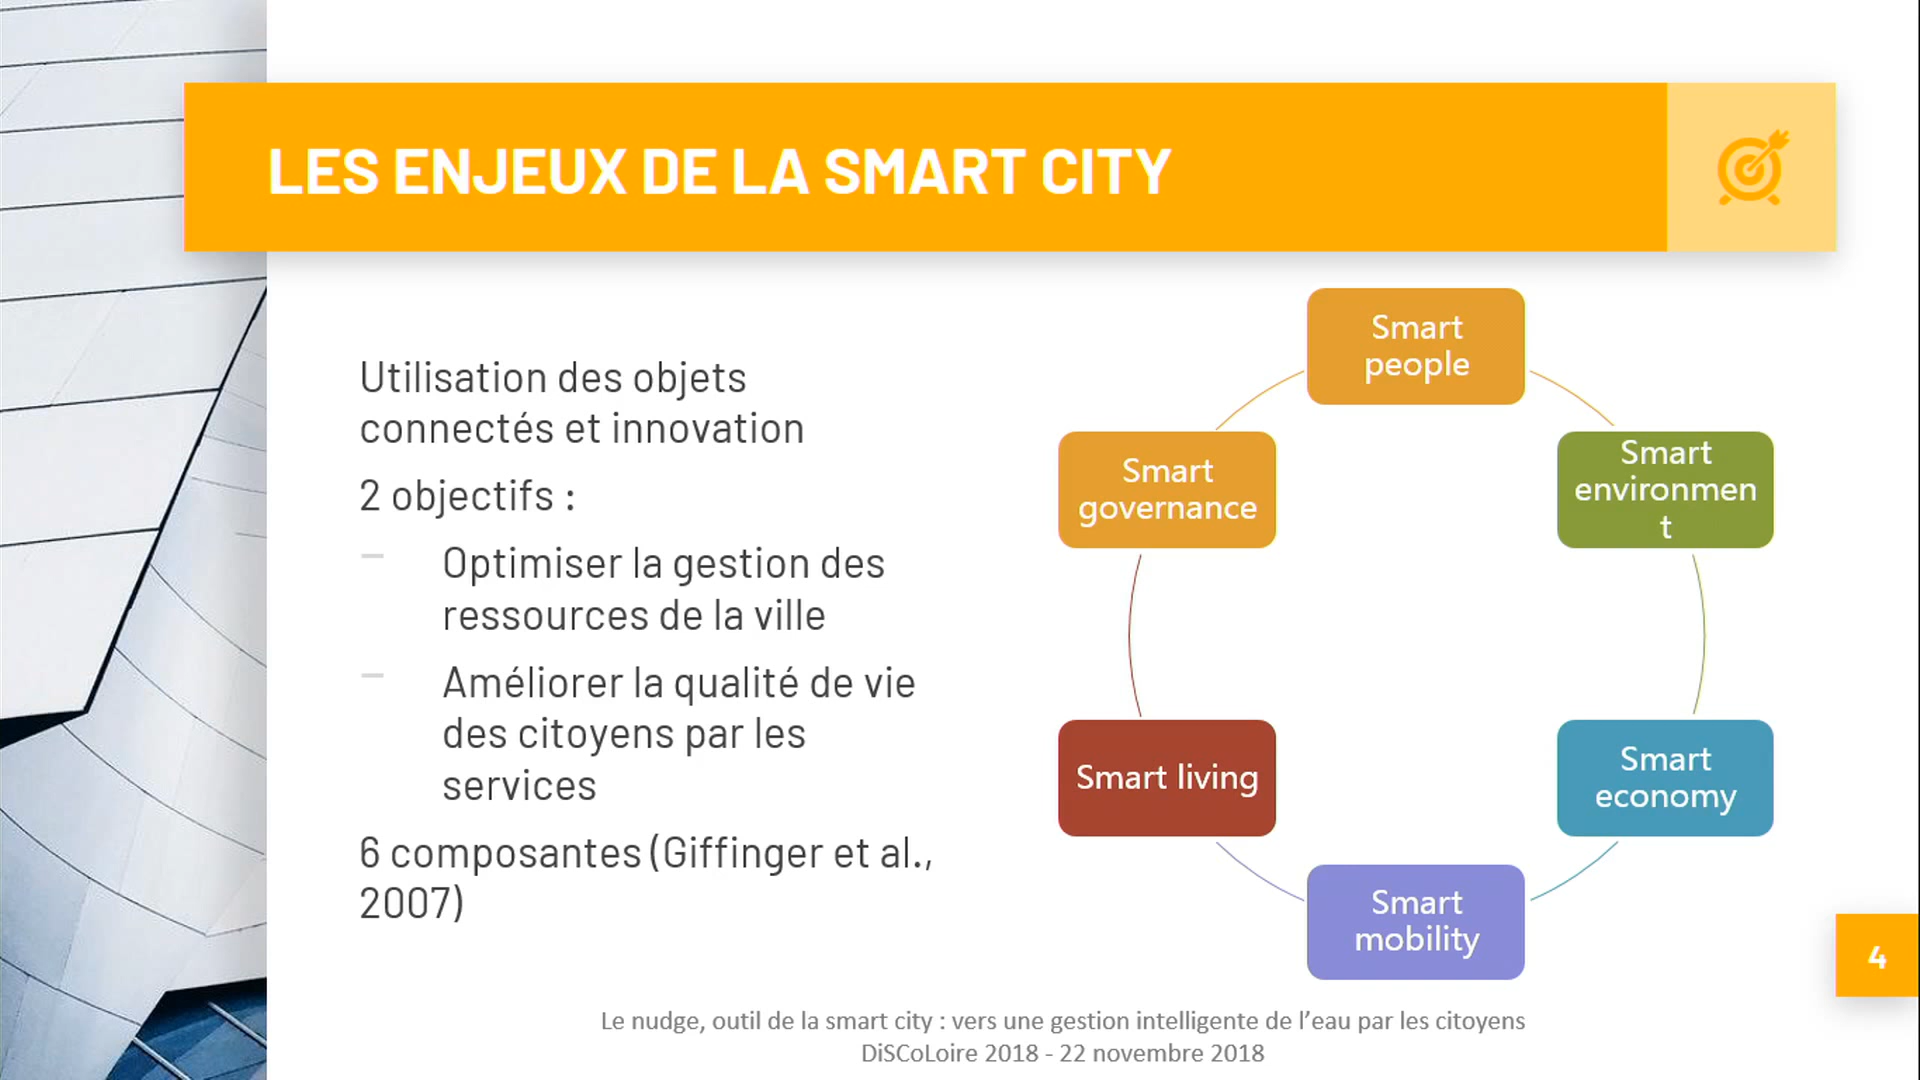 LES ENJEUX DE LA SMART CITY
Utilisation des objets
connectés et innovation
2 objectifs :
– Optimiser la gestion des
ressources de la ville
– Améliorer la qualité de vie
des citoyens par les
services
6 composantes (Giffinger et al.,
2007)
Smart
people
Smart
environmen
t
Smart
economy
Smart
mobility
Smart living
Smart
governance
4
Le nudge, outil de la smart city : vers une gestion intelligente de l’eau par les citoyens
DiSCoLoire 2018 - 22 novembre 2018